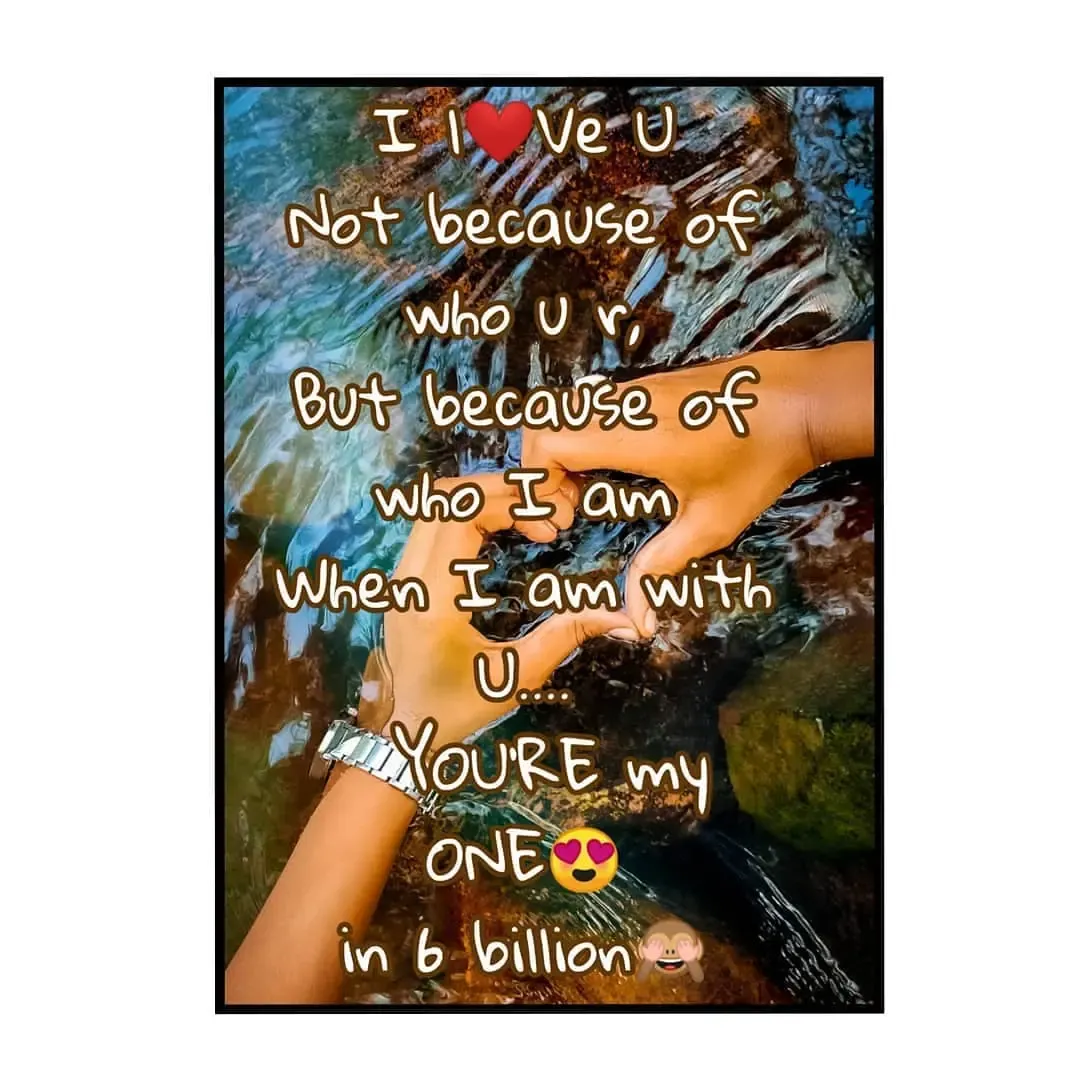 I l❤️Ve U
Not because of
who U r,
But because of
who I am
When I am with
U....
YOU'RE my
ONE😍
in 6 billion🙈